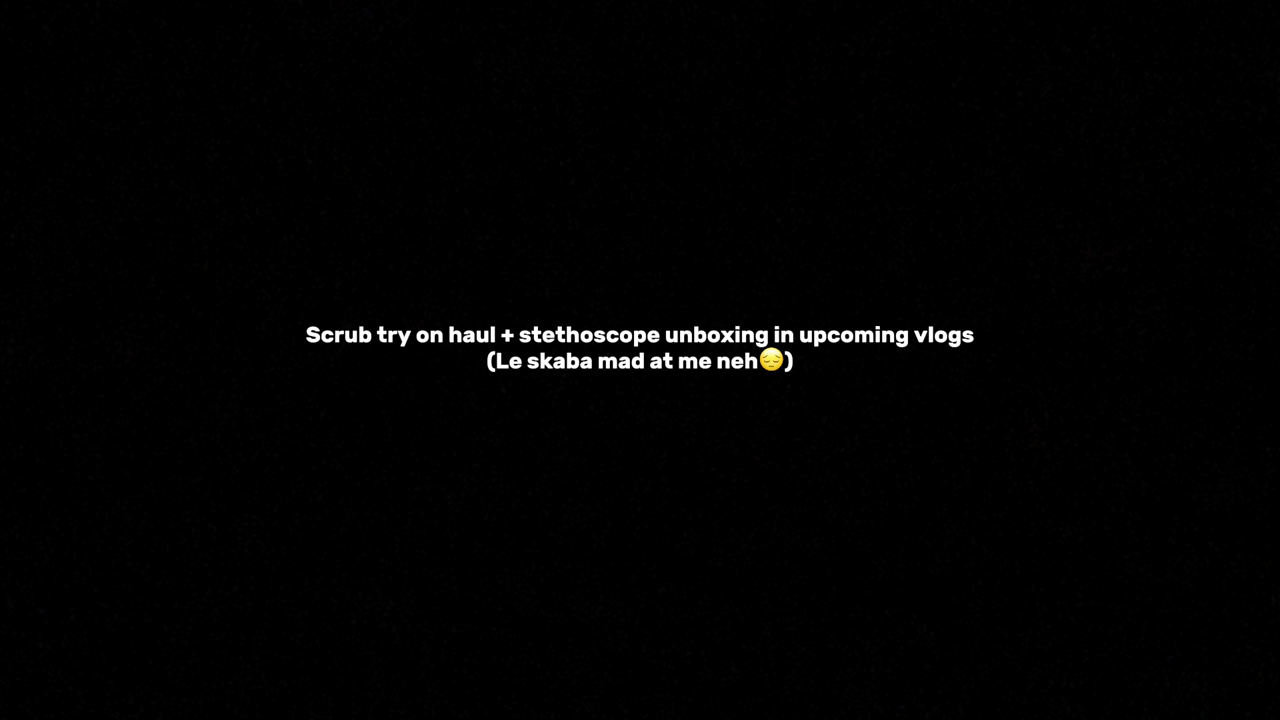 Scrub try on haul + stethoscope unboxing in upcoming vlogs
(Le skaba mad at me neh😔)